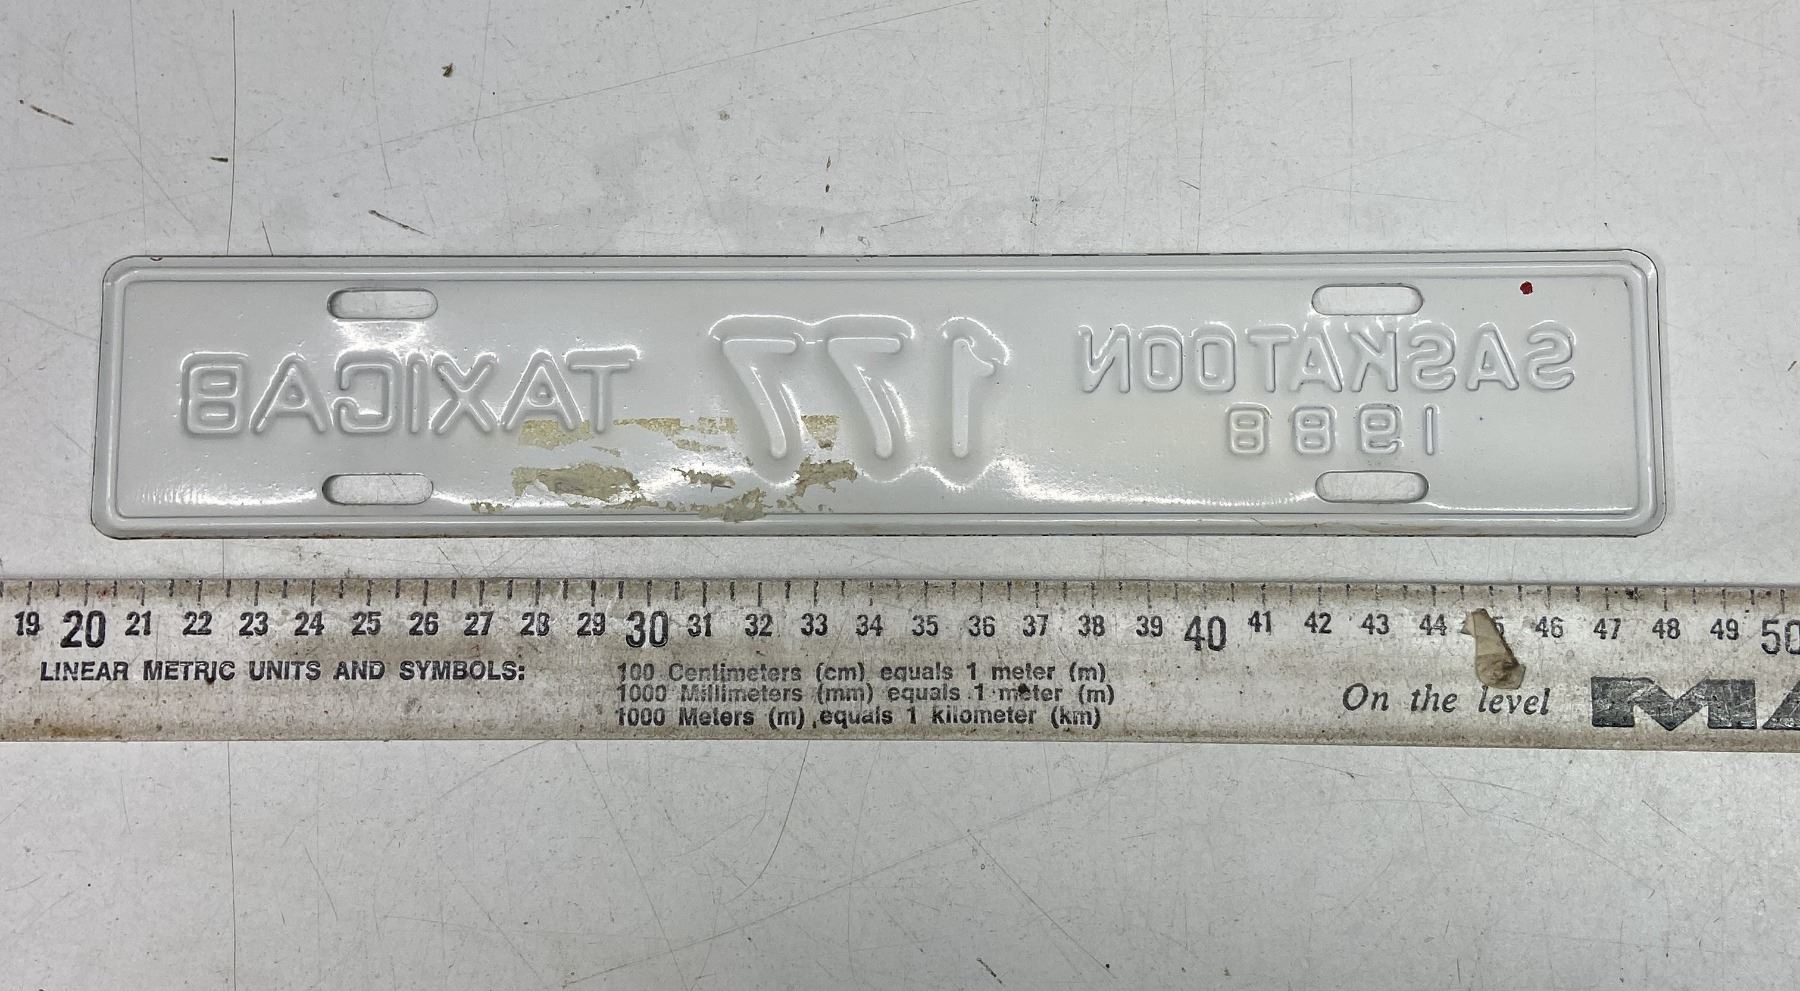 SASKATOON
1988
177
TAXICAB
19 20 21 22 23 24 25 26 27 28 29 30 31 32 33 34 35 36 37 38 39 40 41 42 43 44 46 47 48 49 50
LINEAR METRIC UNITS AND SYMBOLS:
100 Centimeters (cm) equals 1 meter (m)
1000 Millimeters (mm) equals 1 meter (m)
1000 Meters (m) equals 1 kilometer (km)
On the level